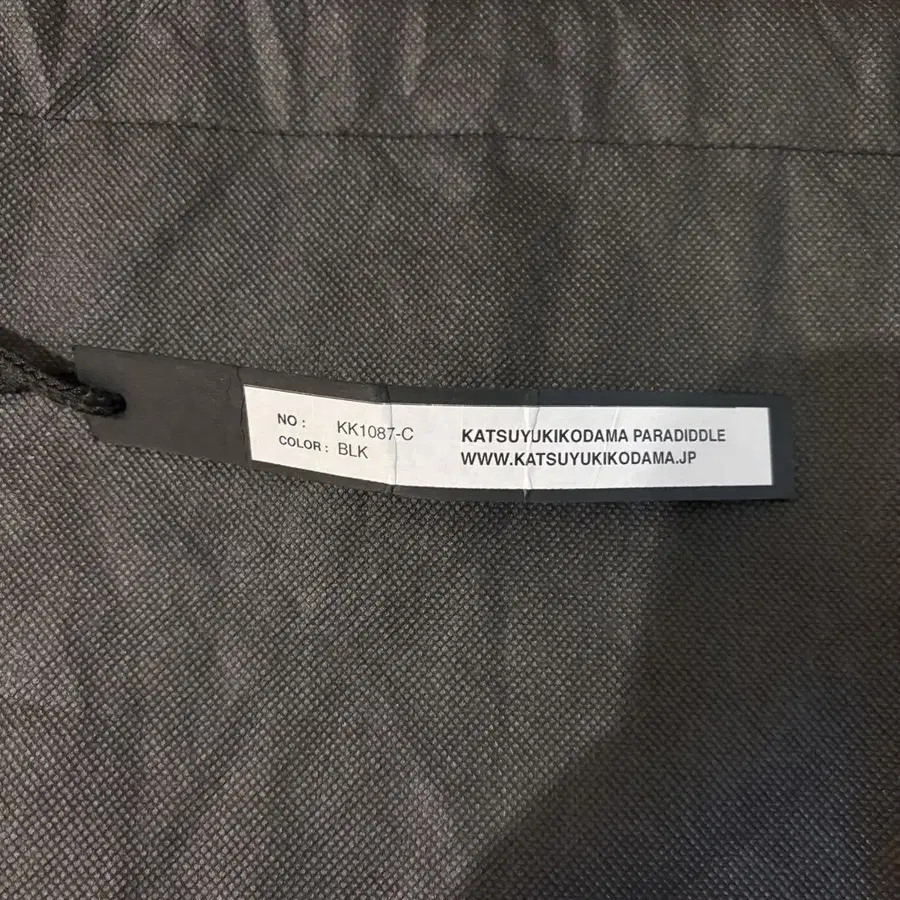 NO : KK1087-C
COLOR : BLK
KATSUYUKIKODAMA PARADIDDLE
WWW.KATSUYUKIKODAMA.JP